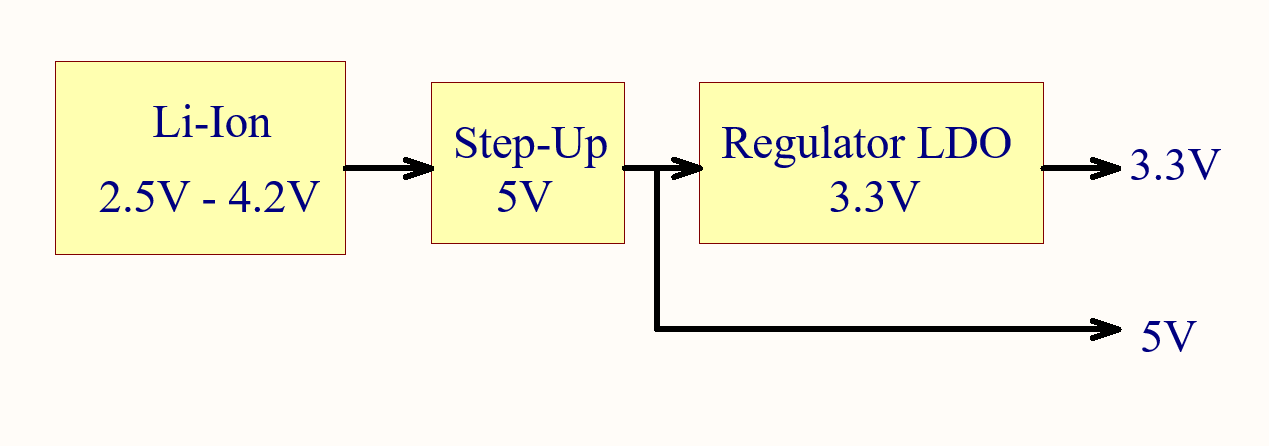 Li-Ion
2.5V - 4.2V
Step-Up
5V
Regulator LDO
3.3V
3.3V
5V